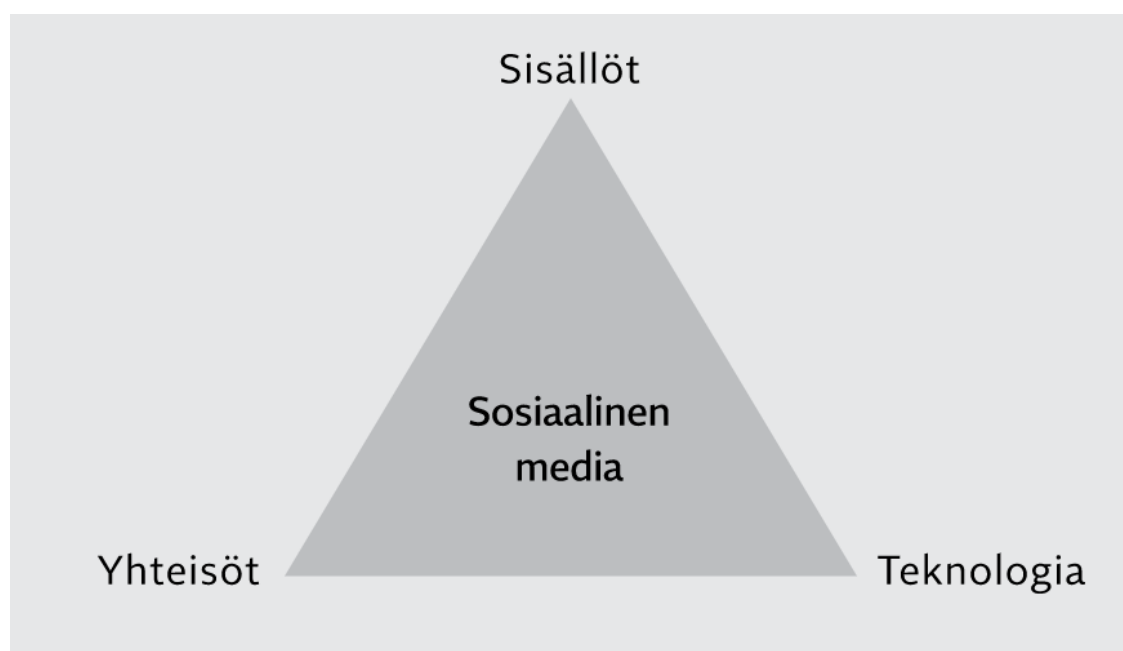 Sisällöt
Sosiaalinen
media
Yhteisöt
Teknologia